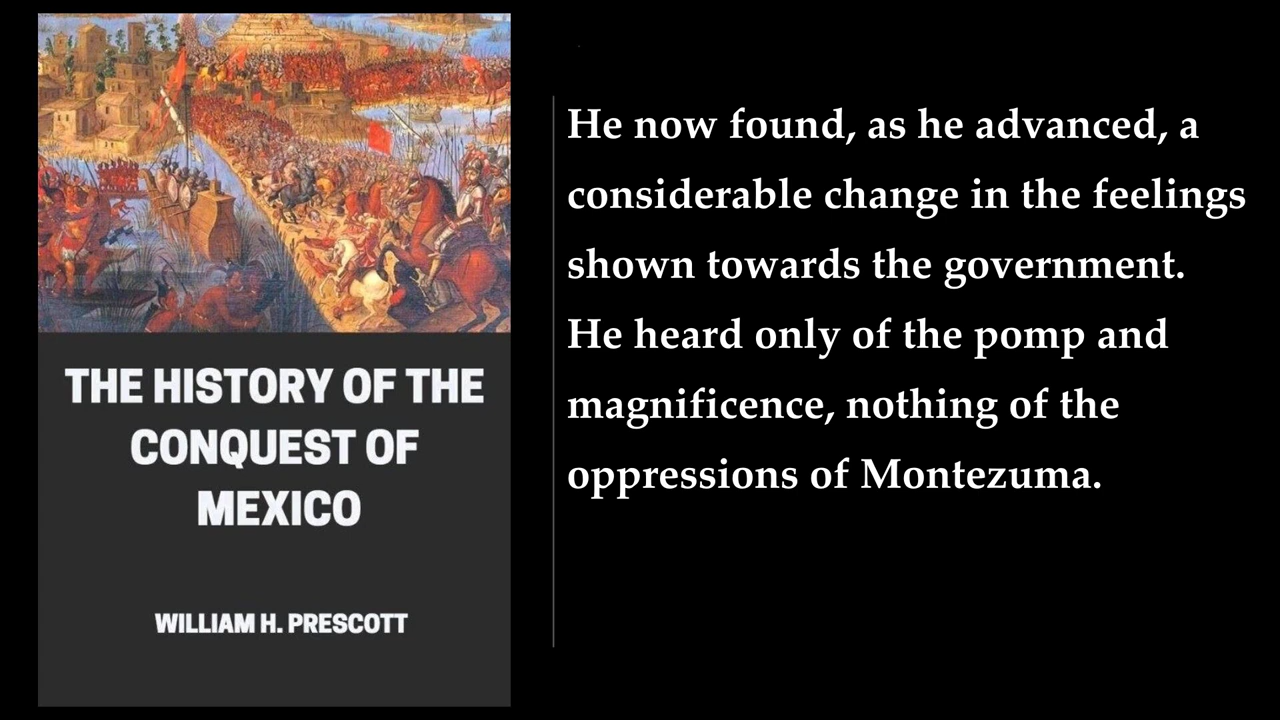 THE HISTORY OF THE
CONQUEST OF
MEXICO
WILLIAM H. PRESCOTT
He now found, as he advanced, a
considerable change in the feelings
shown towards the government.
He heard only of the pomp and
magnificence, nothing of the
oppressions of Montezuma.